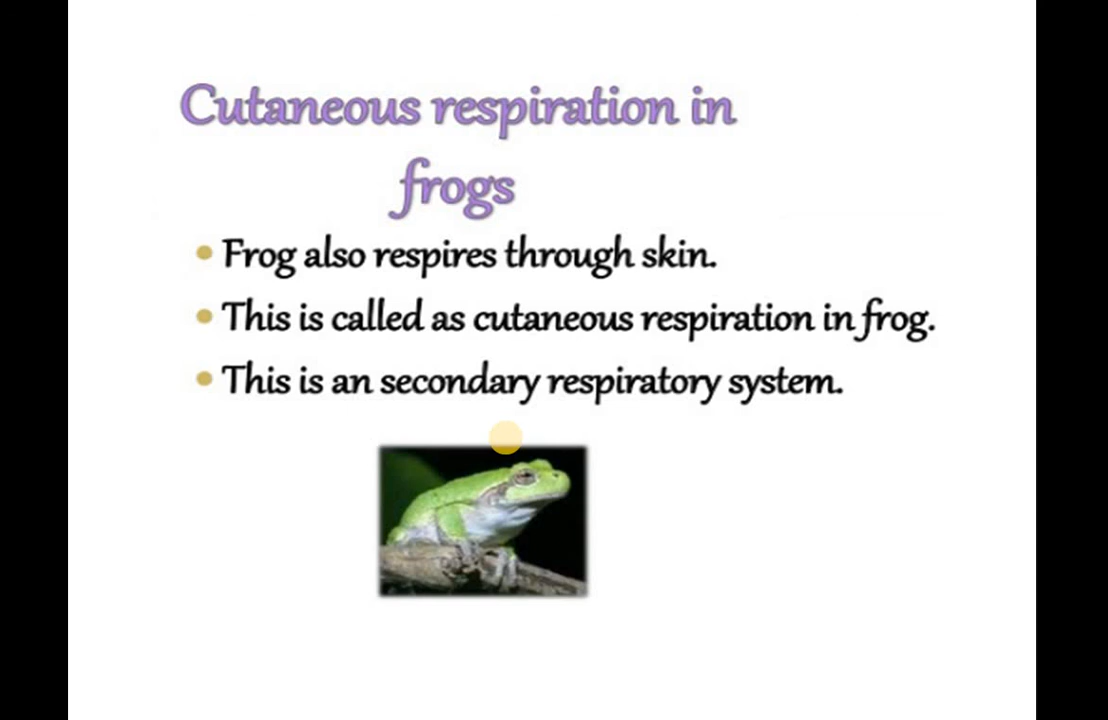 Cutaneous respiration in
frogs
Frog also respires through skin.
This is called as cutaneous respiration in frog.
This is an secondary respiratory system.